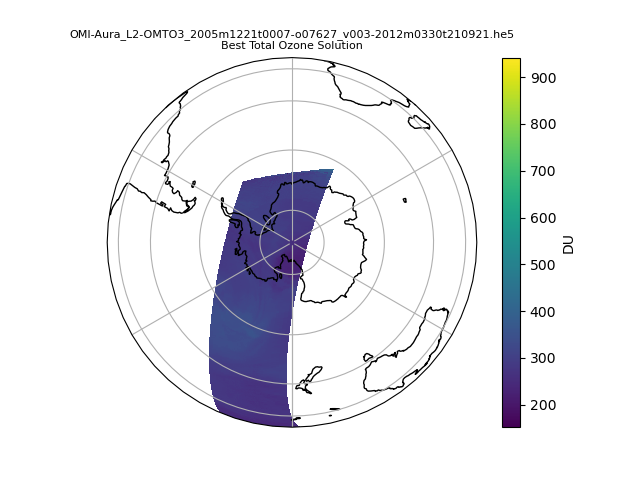 OMI-Aura_L2-OMTO3_2005m1221t0007-o07627_v003-2012m0330t210921.he5
Best Total Ozone Solution
900
800
700
600
500
400
300
200
DU